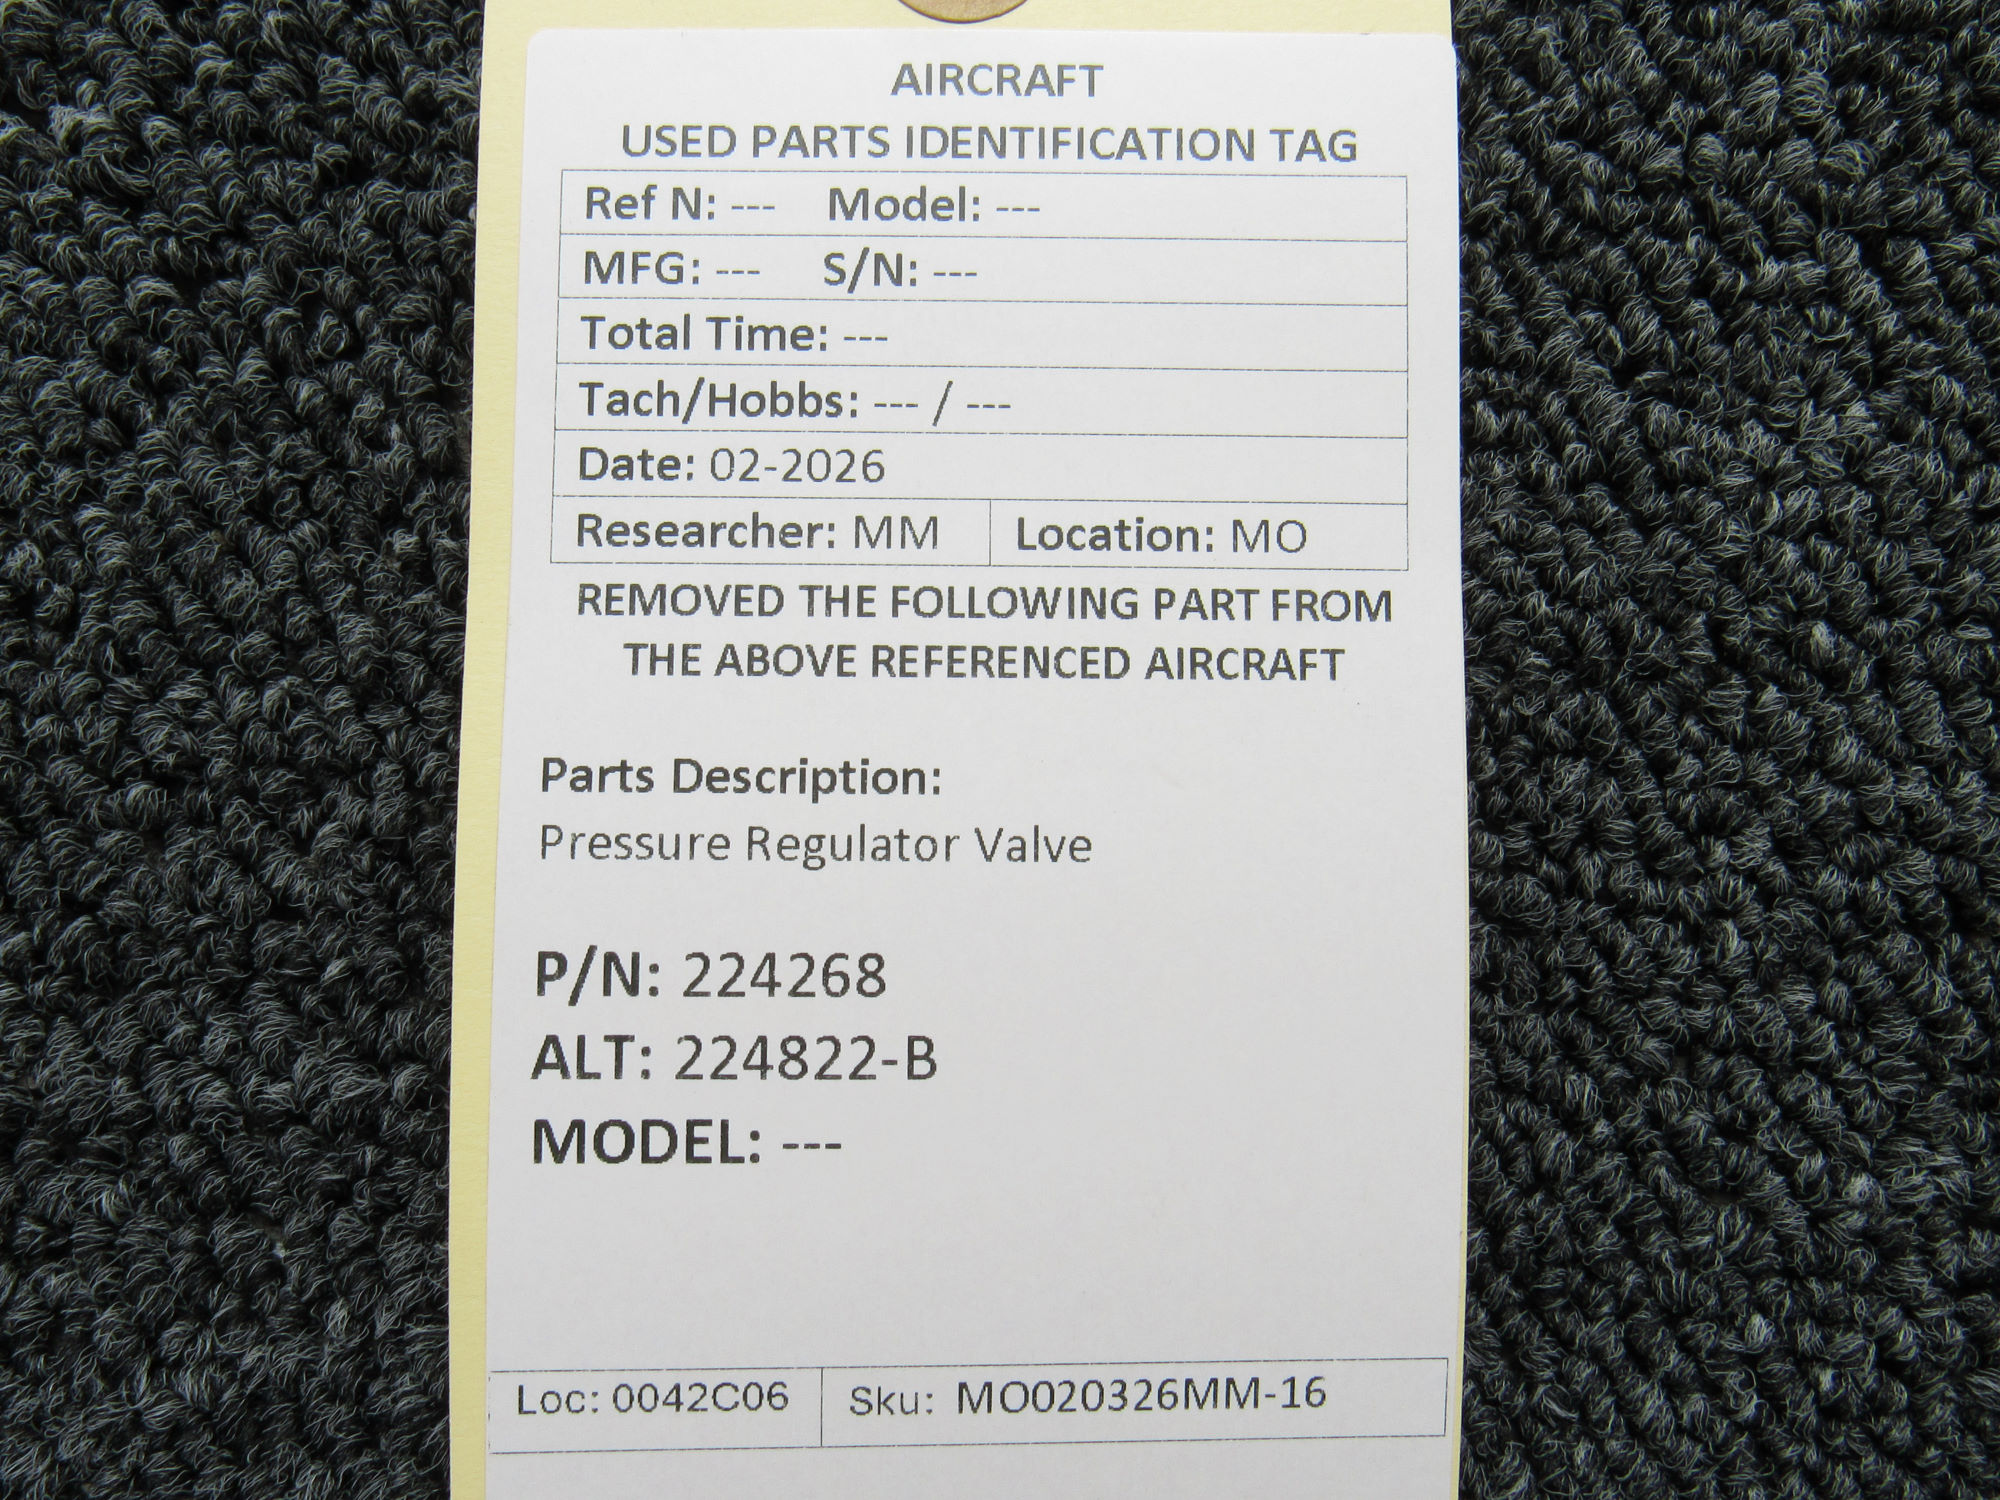 AIRCRAFT
USED PARTS IDENTIFICATION TAG
Ref N: --- Model: ---
MFG: --- S/N: ---
Total Time: ---
Tach/Hobbs: --- / ---
Date: 02-2026
Researcher: MM Location: MO
REMOVED THE FOLLOWING PART FROM
THE ABOVE REFERENCED AIRCRAFT
Parts Description:
Pressure Regulator Valve
P/N: 224268
ALT: 224822-B
MODEL: ---
Loc: 0042C06 Sku: MO020326MM-16